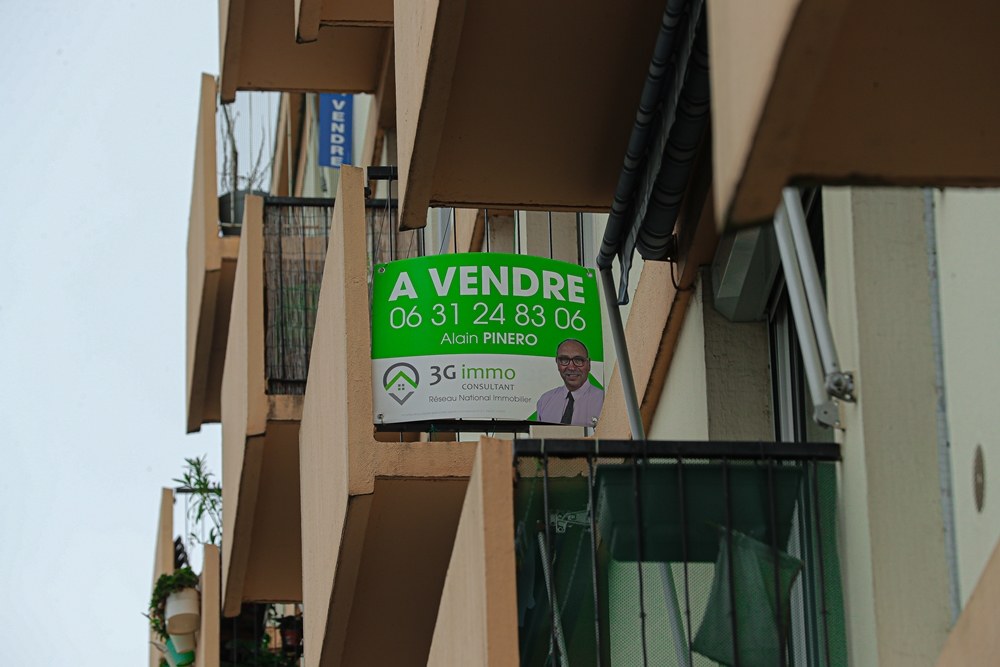 VENDRE
A VENDRE
06 31 24 83 06
Alain PINERO
3G immo
CONSULTANT
Réseau National Immobilier